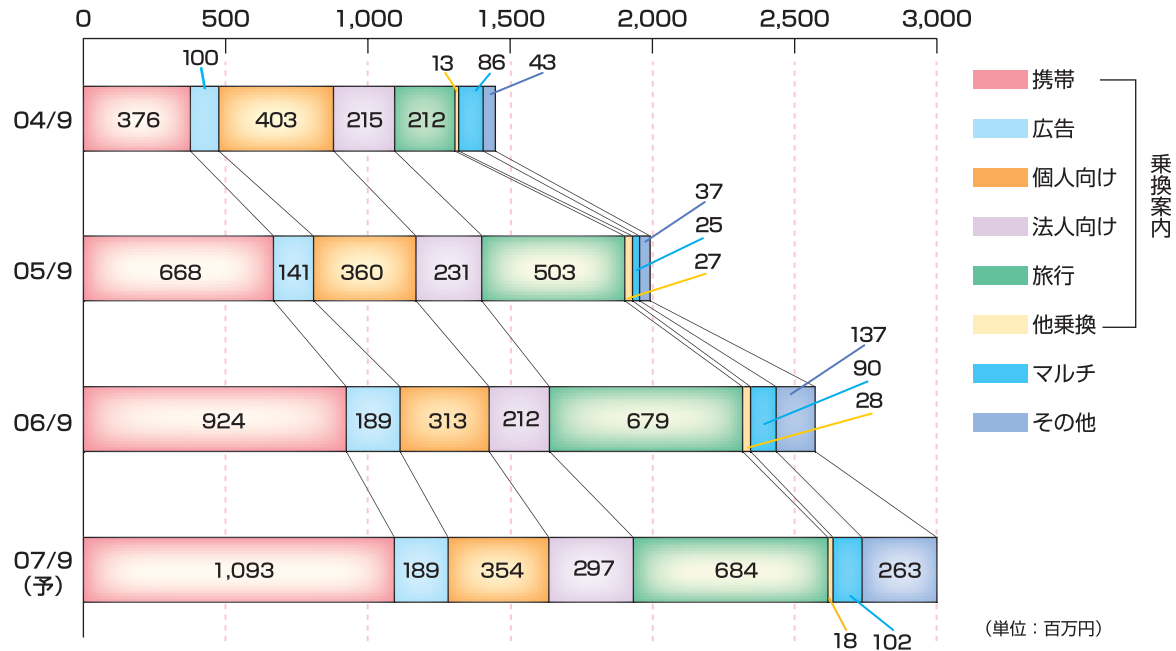 0 500 1,000 1,500 2,000 2,500 3,000
100 13 86 43
04/9 376 403 215 212
37
25
27
05/9 668 141 360 231 503
137
90
28
06/9 924 189 313 212 679
07/9 1,093 189 354 297 684 263
(予)
18 102
携帯
広告
個人向け
法人向け
旅行
他乗換
マルチ
その他
乗換案内
(単位：百万円)